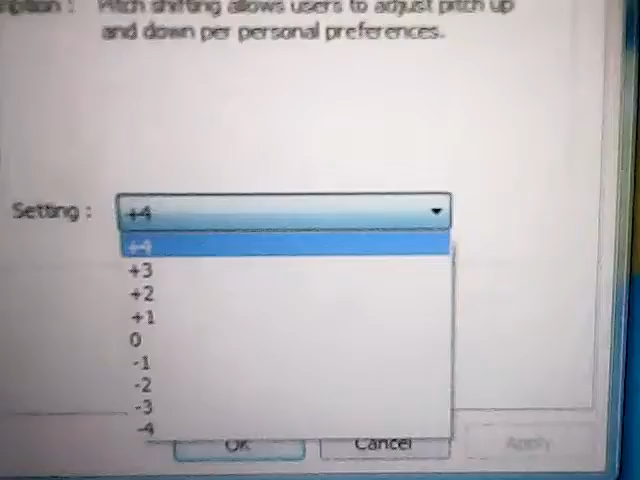 Pitch shifting allows users to adjust pitch up
and down per personal preferences.
Setting :
+4
+4
+3
+2
+1
0
-1
-2
-3
-4
OK
Cancel
Apply